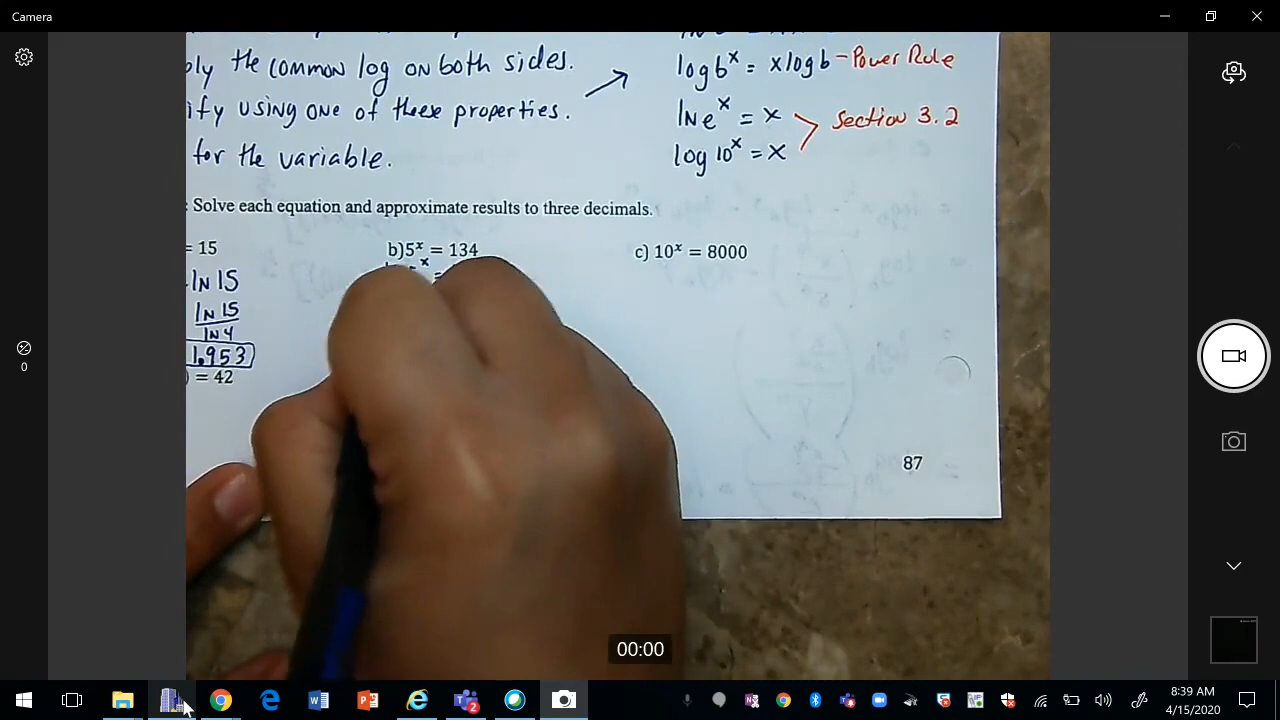 Camera
ply the common log on both sides.
ify using one of these properties.
for the variable.
log b^x = x log b - Power Rule
ln e^x = x
log 10^x = x
Section 3.2
: Solve each equation and approximate results to three decimals.
= 15
ln 15
ln 15
ln 4
1.953
) = 42
b) 5^x = 134
c) 10^x = 8000
87
0
00:00
8:39 AM
4/15/2020